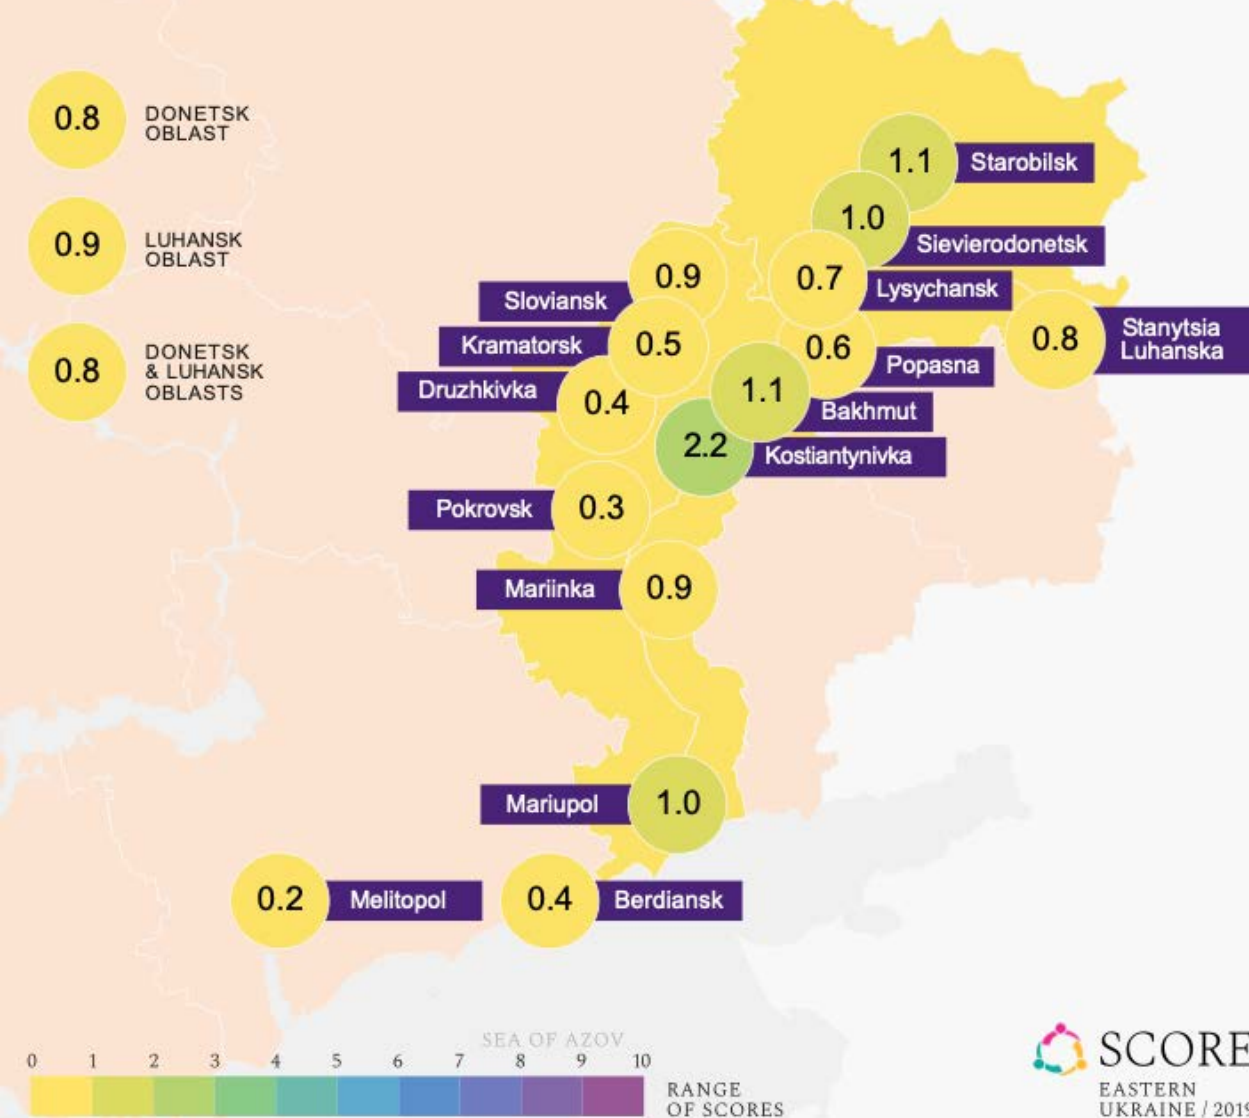 0.8
DONETSK
OBLAST
0.9
LUHANSK
OBLAST
0.8
DONETSK
& LUHANSK
OBLASTS
1.1
Starobilsk
1.0
Sievierodonetsk
0.9
Sloviansk
0.7
Lysychansk
0.5
Kramatorsk
0.6
Popasna
0.8
Stanytsia
Luhanska
0.4
Druzhkivka
1.1
Bakhmut
2.2
Kostiantynivka
0.3
Pokrovsk
0.9
Mariinka
1.0
Mariupol
0.2
Melitopol
0.4
Berdiansk
SEA OF AZOV
0 1 2 3 4 5 6 7 8 9 10
RANGE
OF SCORES
SCORE
EASTERN
UKRAINE / 2019